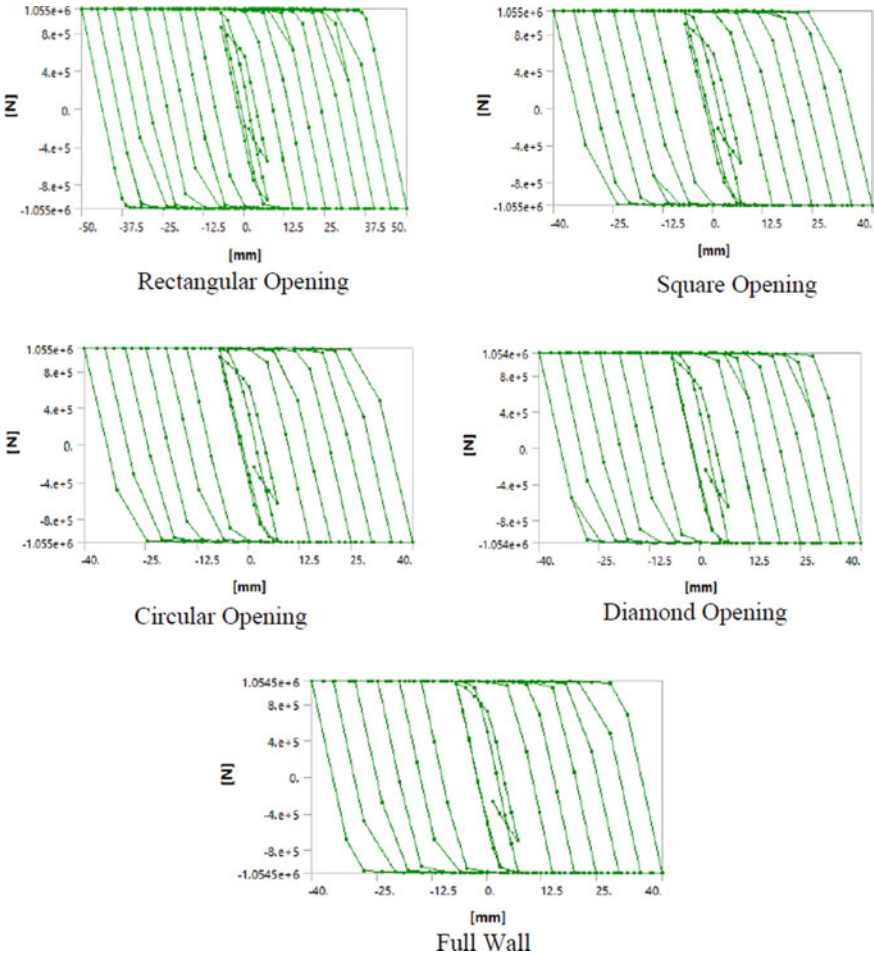 1.055e+6
8.e+5
4.e+5
0.
-4.e+5
-8.e+5
-1.055e+6
[N]
-50. -37.5 -25. -12.5 0. 12.5 25. 37.5 50.
[mm]
Rectangular Opening
1.055e+6
8.e+5
4.e+5
0.
-4.e+5
-8.e+5
-1.055e+6
[N]
-40. -25. -12.5 0. 12.5 25. 40.
[mm]
Square Opening
1.055e+6
8.e+5
4.e+5
0.
-4.e+5
-8.e+5
-1.055e+6
[N]
-40. -25. -12.5 0. 12.5 25. 40.
[mm]
Circular Opening
1.054e+6
8.e+5
4.e+5
0.
-4.e+5
-8.e+5
-1.054e+6
[N]
-40. -25. -12.5 0. 12.5 25. 40.
[mm]
Diamond Opening
1.0545e+6
8.e+5
4.e+5
0.
-4.e+5
-8.e+5
-1.0545e+6
[N]
-40. -25. -12.5 0. 12.5 25. 40.
[mm]
Full Wall